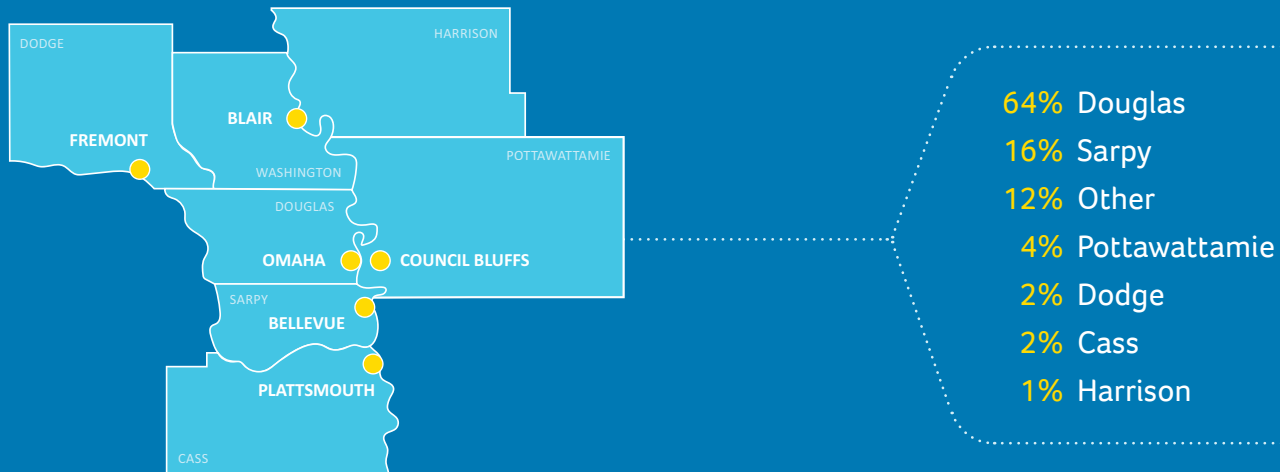 DODGE
HARRISON
BLAIR
FREMONT
POTTAWATTAMIE
WASHINGTON
DOUGLAS
OMAHA
COUNCIL BLUFFS
SARPY
BELLEVUE
PLATTSMOUTH
CASS
64% Douglas
16% Sarpy
12% Other
4% Pottawattamie
2% Dodge
2% Cass
1% Harrison